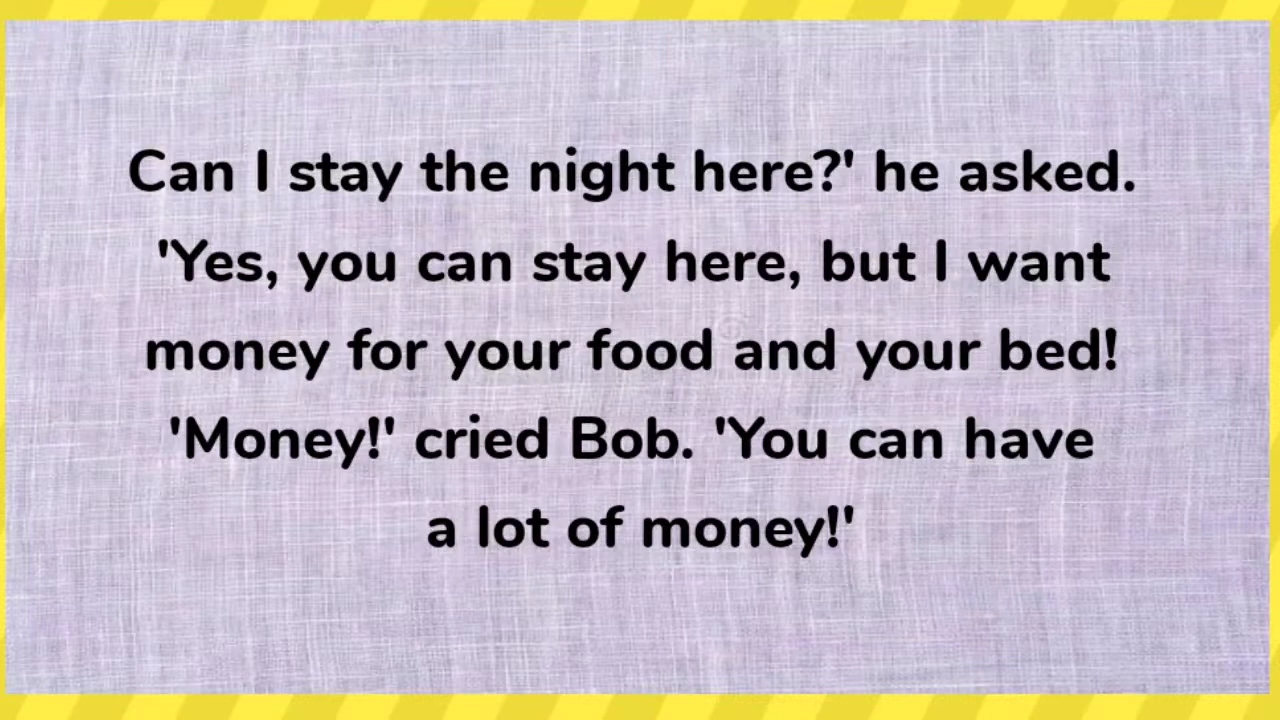 Can I stay the night here?' he asked.
'Yes, you can stay here, but I want
money for your food and your bed!
'Money!' cried Bob. 'You can have
a lot of money!'